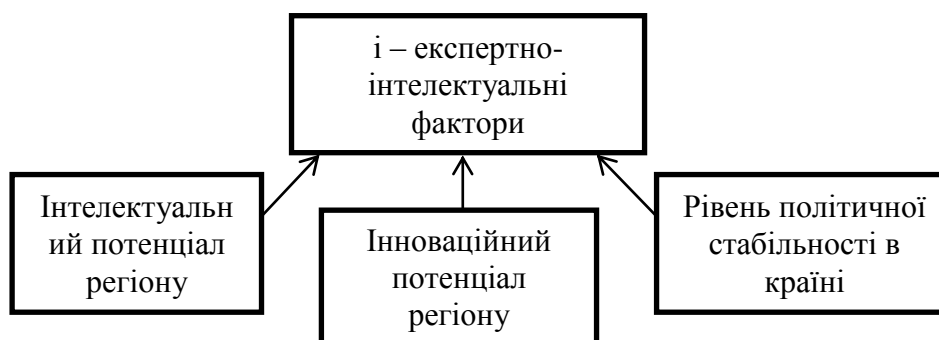 і – експертно-
інтелектуальні
фактори
Інтелектуальн
ий потенціал
регіону
Інноваційний
потенціал
регіону
Рівень політичної
стабільності в
країні